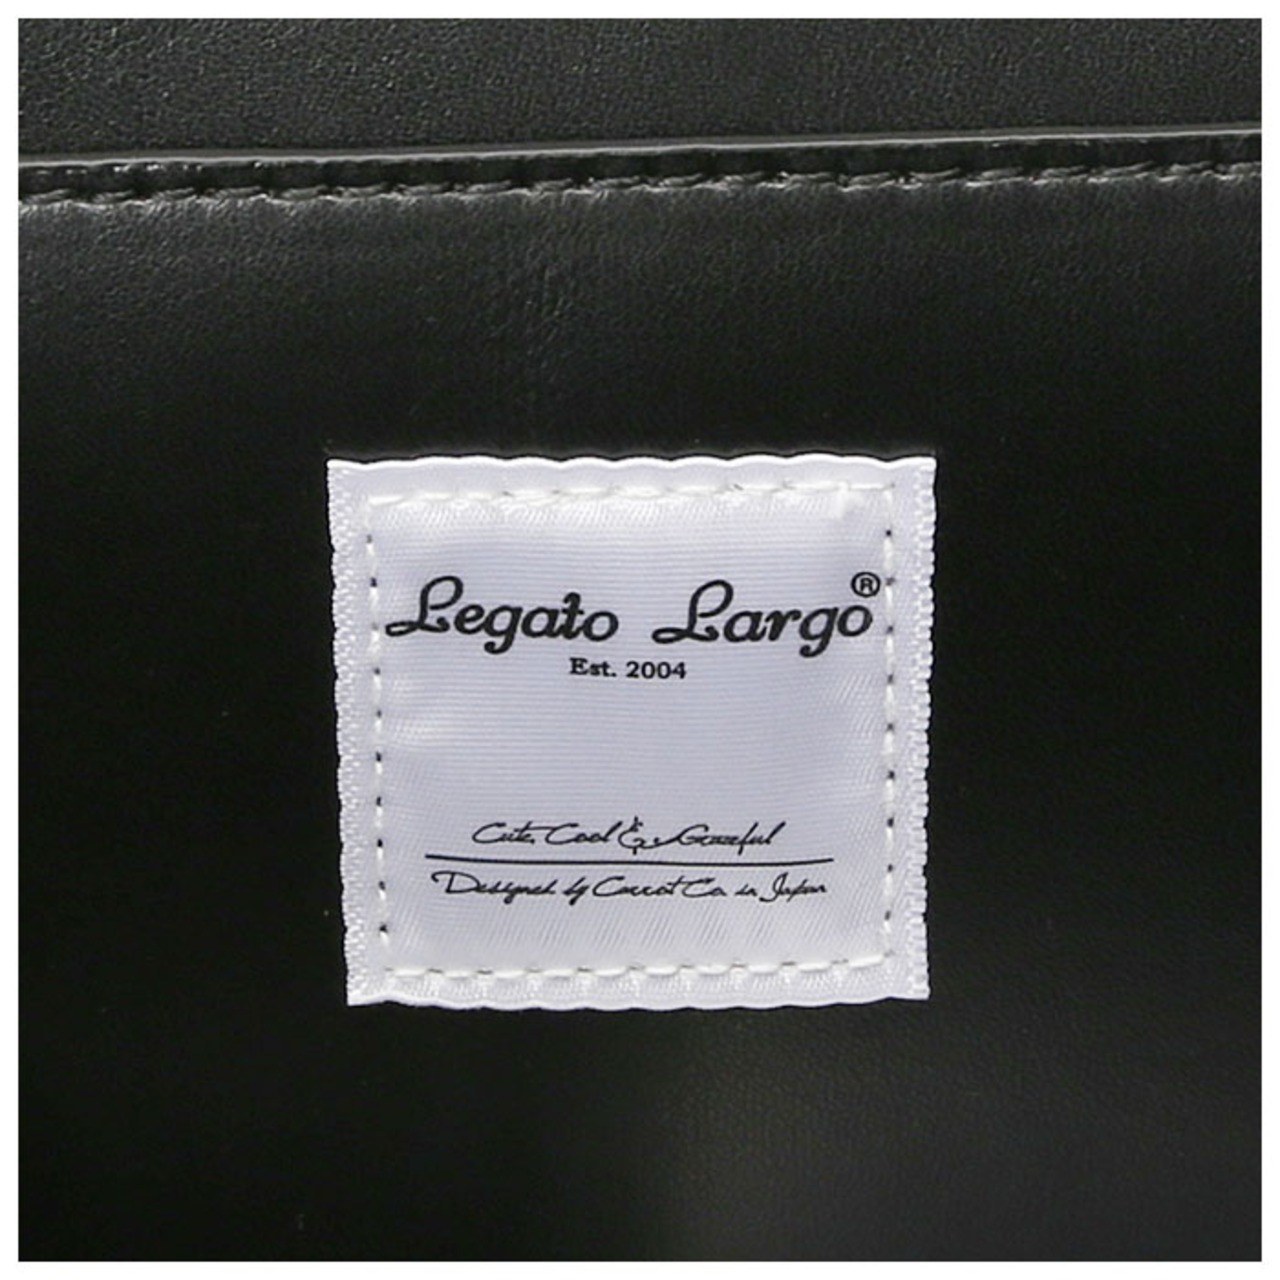 Legato Largo®
Est. 2004
Cute, Cool & Graceful
Designed by Carrot Co. in Japan